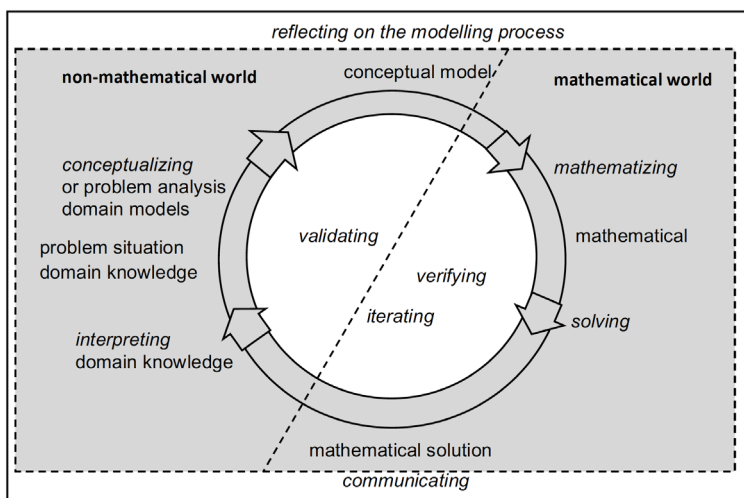 reflecting on the modelling process
non-mathematical world
conceptual model
mathematical world
conceptualizing
or problem analysis
domain models
mathematizing
problem situation
domain knowledge
validating
mathematical
verifying
iterating
solving
interpreting
domain knowledge
mathematical solution
communicating